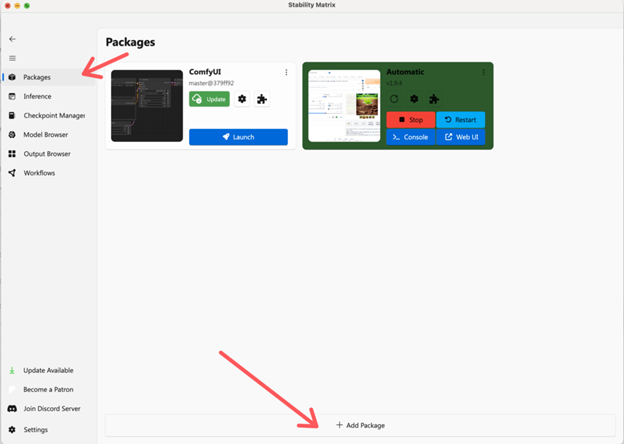 Stability Matrix
Packages
Inference
Checkpoint Manager
Model Browser
Output Browser
Workflows
Update Available
Become a Patron
Join Discord Server
Settings
Packages
ComfyUI
master@379ff92
Update
Launch
Automatic
v1.9.4
Stop
Restart
Console
Web UI
Add Package